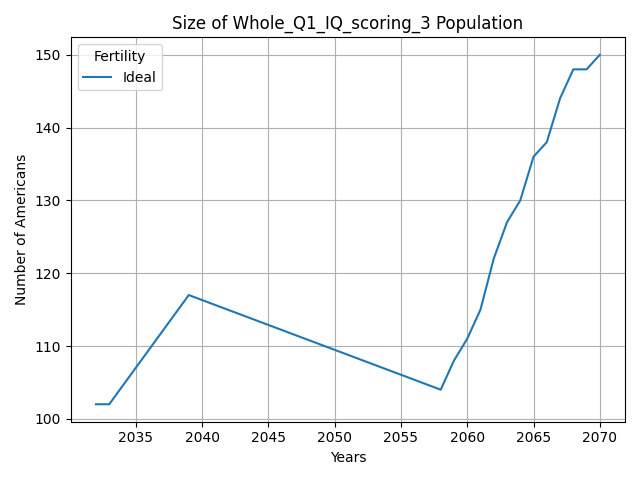 Size of Whole_Q1_IQ_scoring_3 Population
Fertility
Ideal
Number of Americans
150
140
130
120
110
100
2035 2040 2045 2050 2055 2060 2065 2070
Years